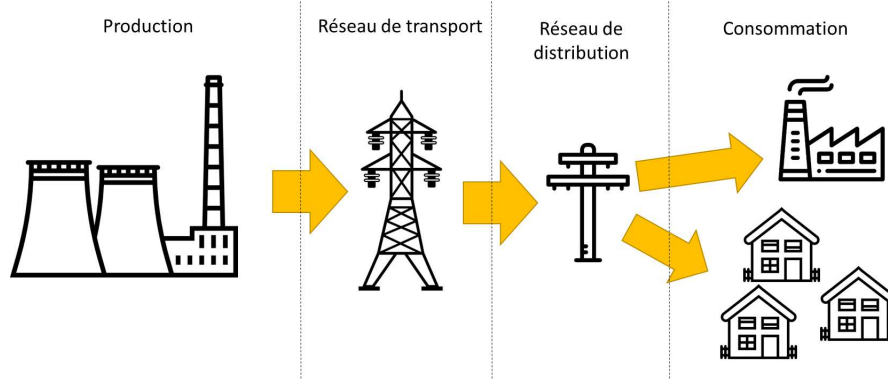 Production
Réseau de transport
Réseau de
distribution
Consommation